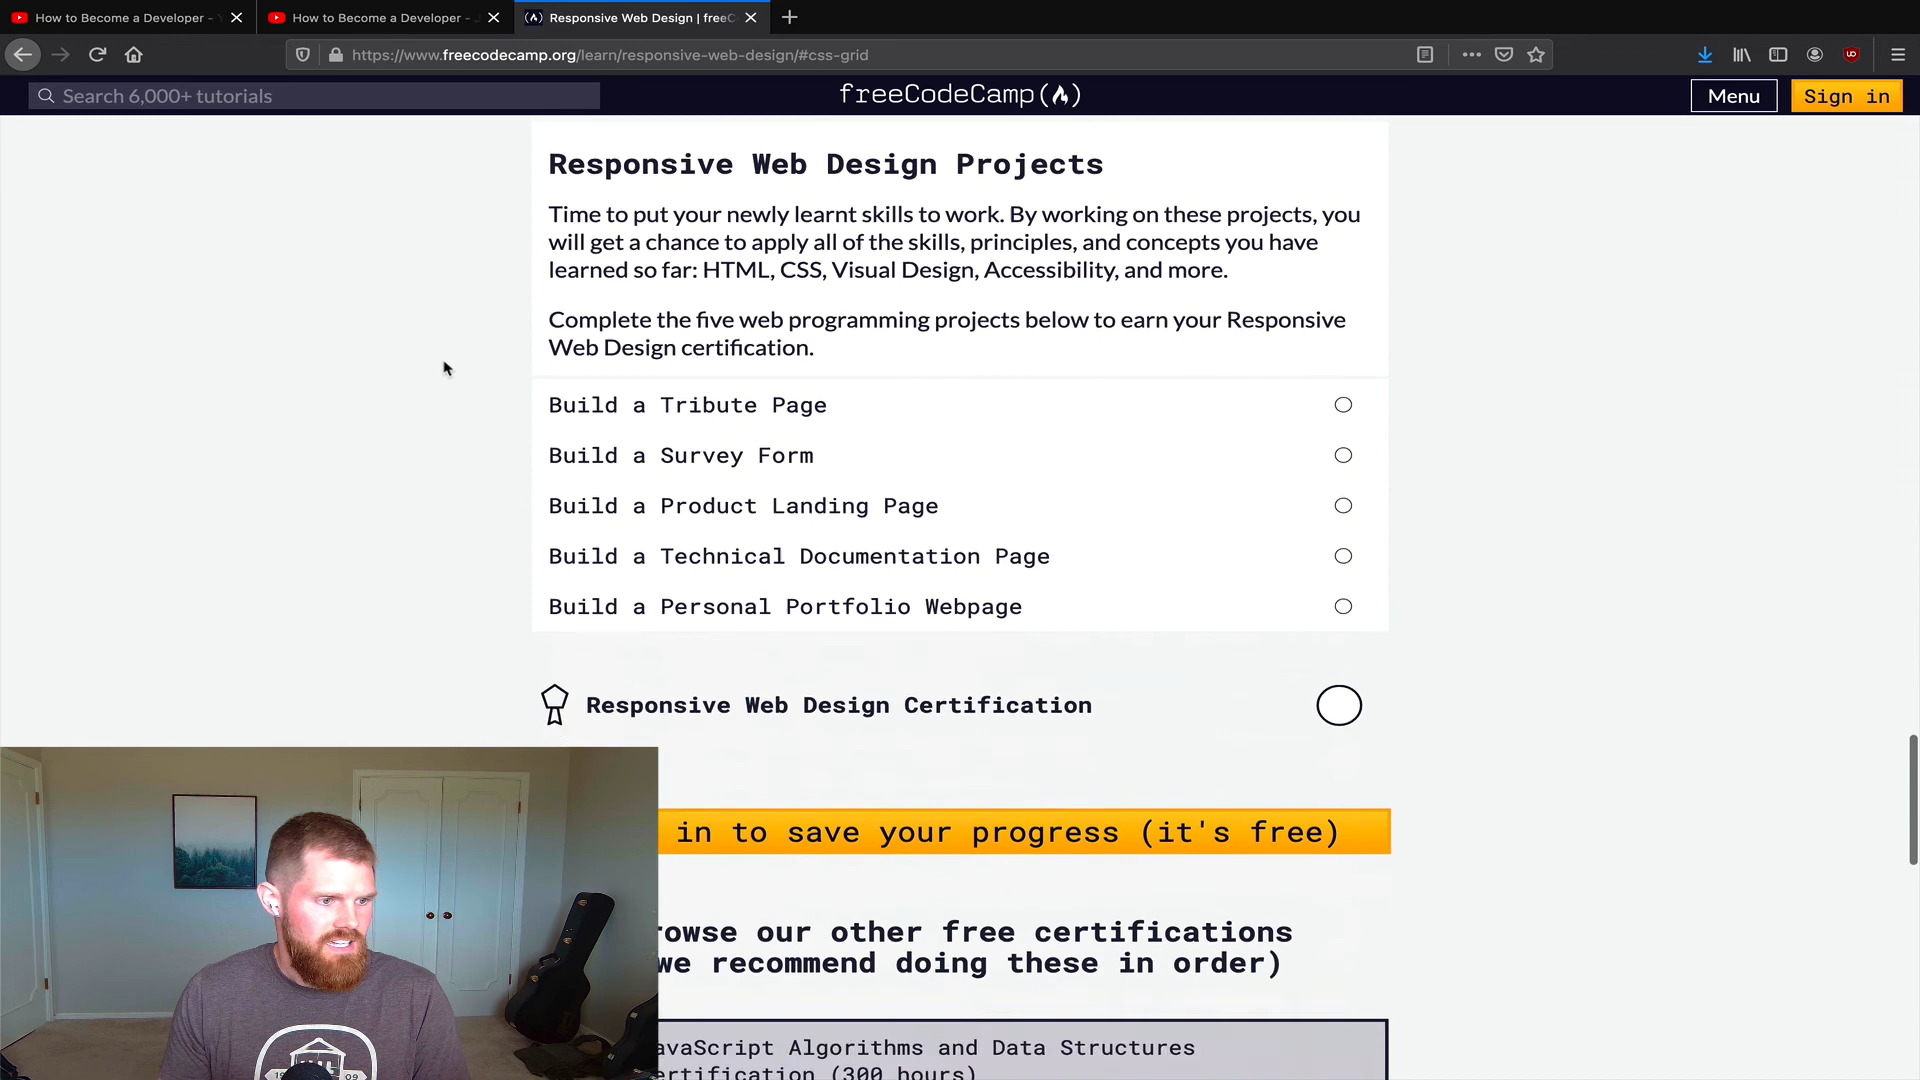 How to Become a Developer -
How to Become a Developer -
Responsive Web Design | freeC
https://www.freecodecamp.org/learn/responsive-web-design/#css-grid
Search 6,000+ tutorials
freeCodeCamp
Menu
Sign in
Responsive Web Design Projects
Time to put your newly learnt skills to work. By working on these projects, you
will get a chance to apply all of the skills, principles, and concepts you have
learned so far: HTML, CSS, Visual Design, Accessibility, and more.
Complete the five web programming projects below to earn your Responsive
Web Design certification.
Build a Tribute Page
Build a Survey Form
Build a Product Landing Page
Build a Technical Documentation Page
Build a Personal Portfolio Webpage
Responsive Web Design Certification
in to save your progress (it's free)
rowse our other free certifications
we recommend doing these in order)
avaScript Algorithms and Data Structures
ertification (300 hours)
19 09